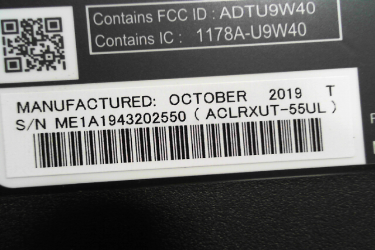 Contains FCC ID : ADTU9W40
Contains IC : 1178A-U9W40
MANUFACTURED: OCTOBER 2019 T
S/N ME1A1943202550 ( ACLRXUT-55UL )